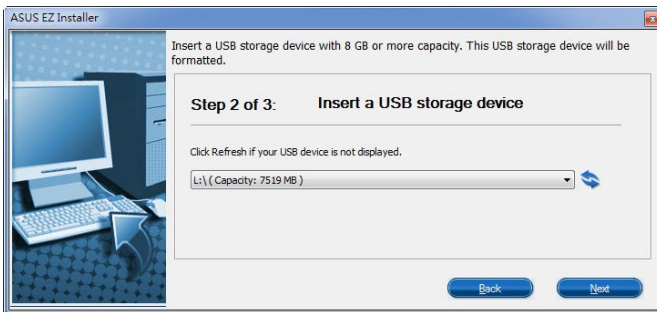 ASUS EZ Installer
Insert a USB storage device with 8 GB or more capacity. This USB storage device will be
formatted.
Step 2 of 3: Insert a USB storage device
Click Refresh if your USB device is not displayed.
L:\ ( Capacity: 7519 MB )
Back Next